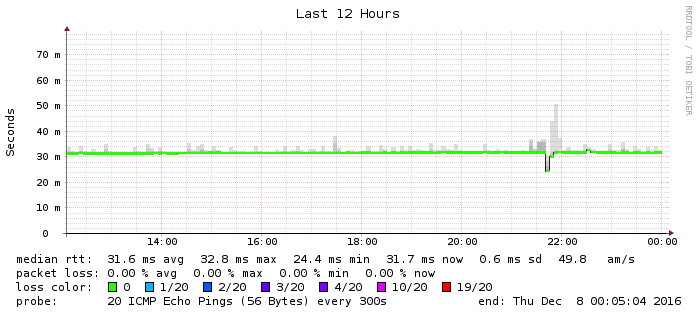 Last 12 Hours
RRDTOOL / TOBI OETIKER
Seconds
70 m
60 m
50 m
40 m
30 m
20 m
10 m
0
14:00 16:00 18:00 20:00 22:00 00:00
median rtt: 31.6 ms avg 32.8 ms max 24.4 ms min 31.7 ms now 0.6 ms sd 49.8 am/s
packet loss: 0.00 % avg 0.00 % max 0.00 % min 0.00 % now
loss color: 0 1/20 2/20 3/20 4/20 10/20 19/20
probe: 20 ICMP Echo Pings (56 Bytes) every 300s end: Thu Dec 8 00:05:04 2016